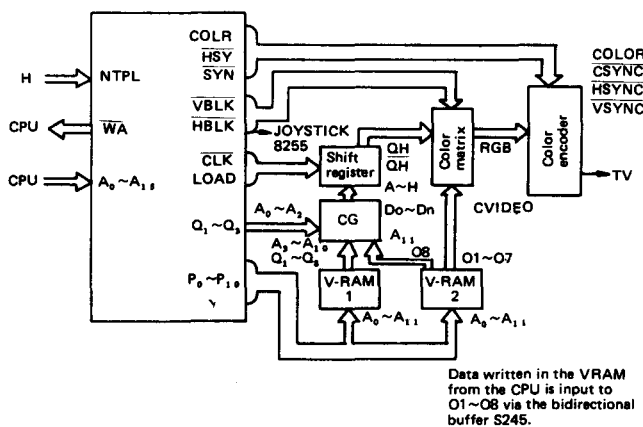 COLR
HSY
SYN
H
NTPL
VBLK
CPU
WA
HBLK
JOYSTICK
8255
CLK
LOAD
CPU
A0~A15
Shift
register
QH
QH
A~H
Color
matrix
RGB
Color
encoder
COLOR
CSYNC
HSYNC
VSYNC
TV
CVIDEO
Q1~Q3
A0~A2
CG
Do~Dn
A11
A3~A10
Q1~Q8
O8
O1~O7
P0~P10
V-RAM
1
V-RAM
2
A0~A11
A0~A11
Data written in the VRAM
from the CPU is input to
O1~O8 via the bidirectional
buffer S245.